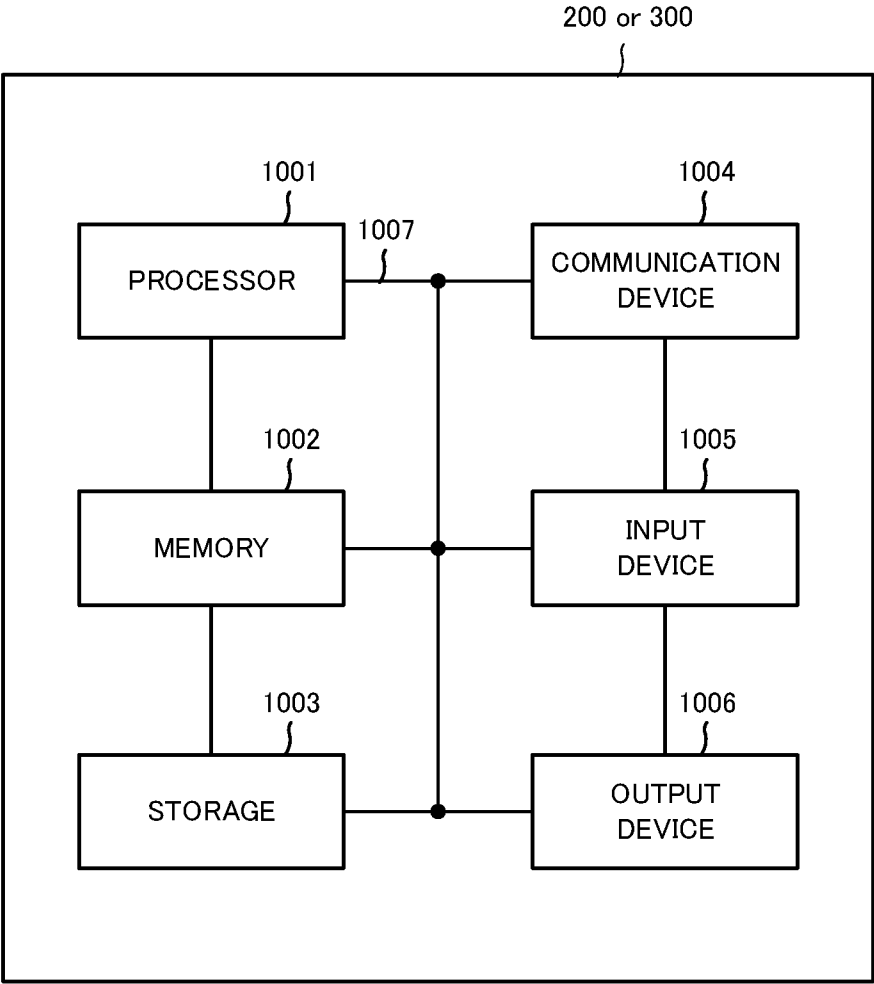 200 or 300
1001
1004
1007
PROCESSOR
COMMUNICATION
DEVICE
1002
1005
MEMORY
INPUT
DEVICE
1003
1006
STORAGE
OUTPUT
DEVICE